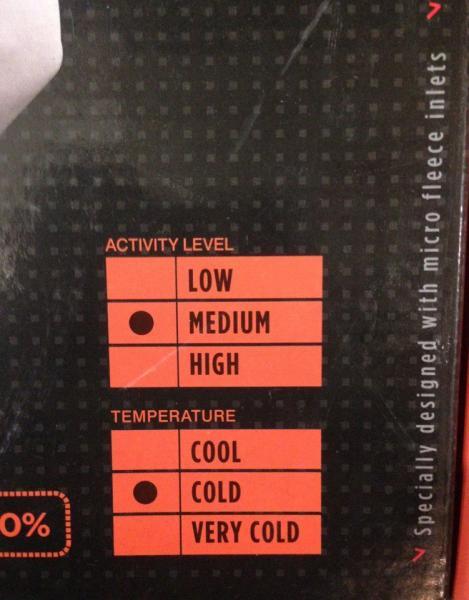 ACTIVITY LEVEL
LOW
MEDIUM
HIGH
TEMPERATURE
COOL
COLD
VERY COLD
0%
> Specially designed with micro fleece inlets >